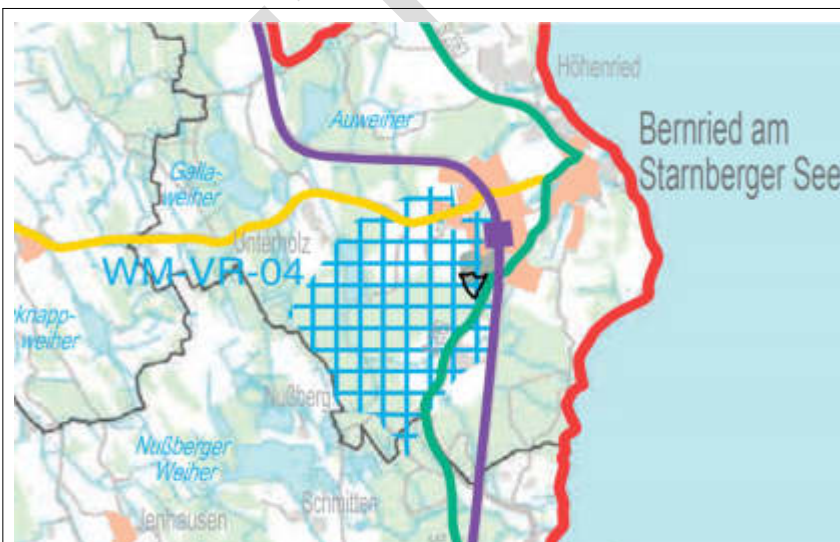 Höhenried
Bernried am
Starnberger See
Auweiher
Galla-
weiher
Unterholz
WM-VR-04
knapp-
weiher
Nußberg
Nußberger
Weiher
Schmitten
Jenhausen